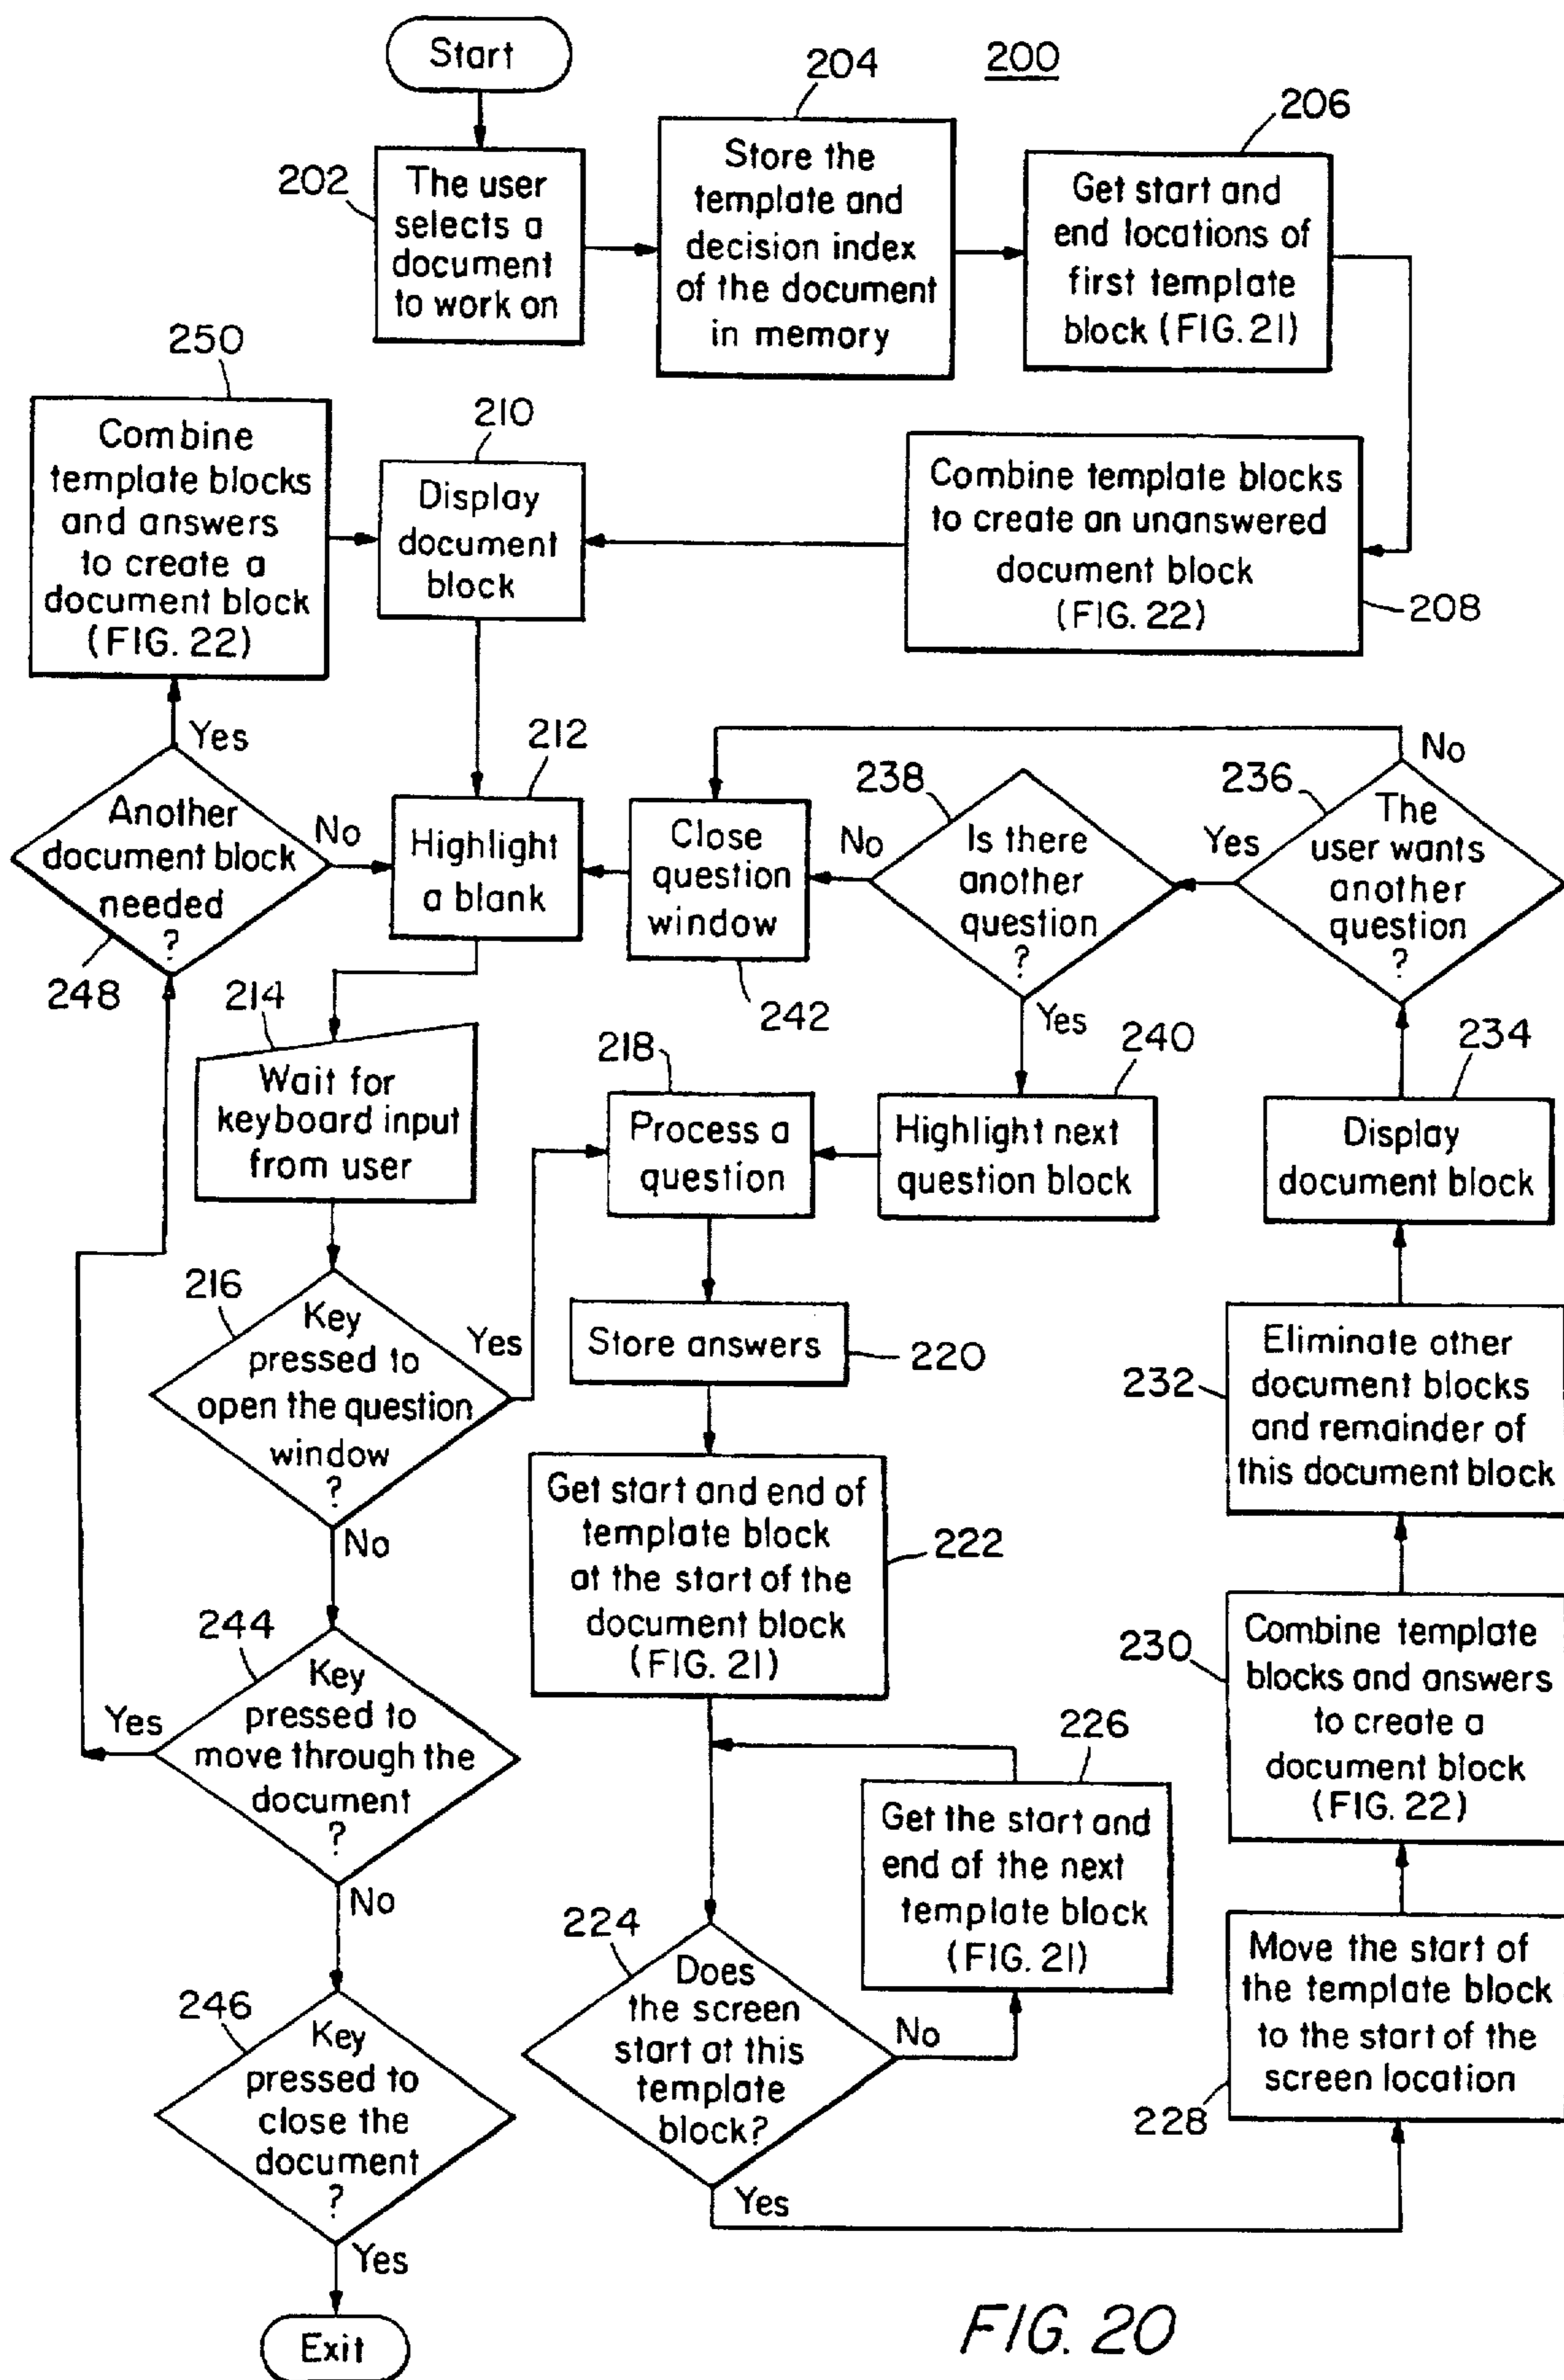 Start
200
204
206
202
The user
selects a
document
to work on
Store the
template and
decision index
of the document
in memory
Get start and
end locations of
first template
block (FIG. 21)
250
Combine
template blocks
and answers
to create a
document block
(FIG. 22)
210
Display
document
block
Combine template blocks
to create an unanswered
document block
(FIG. 22)
208
Yes
Another
document block
needed
?
248
No
212
Highlight
a blank
Close
question
window
242
No
238
Is there
another
question
?
Yes
Yes
236
No
The
user wants
another
question
?
214
Wait for
keyboard input
from user
218
Process a
question
240
Highlight next
question block
234
Display
document block
216
Key
pressed to
open the question
window
?
Yes
No
Store answers
220
232
Eliminate other
document blocks
and remainder of
this document block
Get start and end of
template block
at the start of the
document block
(FIG. 21)
222
244
Key
pressed to
move through the
document
?
Yes
No
230
Combine template
blocks and answers
to create a
document block
(FIG. 22)
226
Get the start and
end of the next
template block
(FIG. 21)
224
Does
the screen
start at this
template
block?
No
Yes
Move the start of
the template block
to the start of the
screen location
228
246
Key
pressed to
close the
document
?
Yes
Exit
FIG. 20